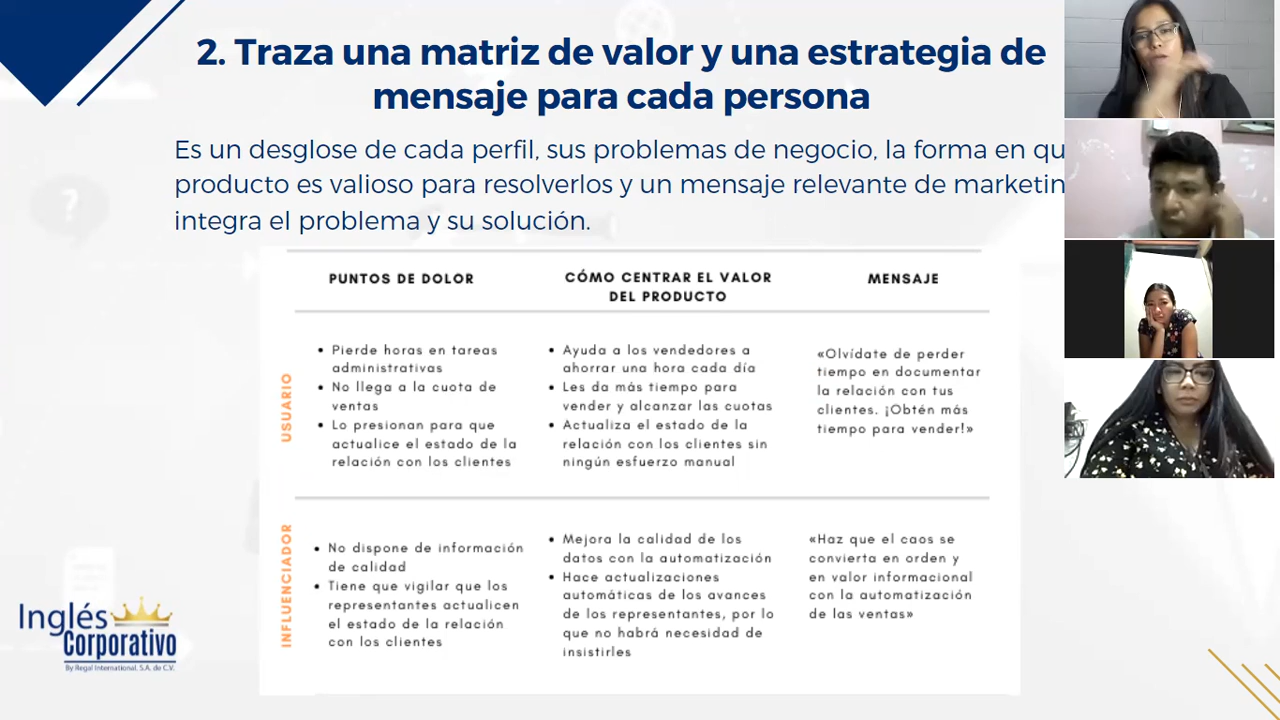 2. Traza una matriz de valor y una estrategia de
mensaje para cada persona
Es un desglose de cada perfil, sus problemas de negocio, la forma en qu
producto es valioso para resolverlos y un mensaje relevante de marketin
integra el problema y su solución.
PUNTOS DE DOLOR
CÓMO CENTRAR EL VALOR
DEL PRODUCTO
MENSAJE
USUARIO
• Pierde horas en tareas
administrativas
• No llega a la cuota de
ventas
• Lo presionan para que
actualice el estado de la
relación con los clientes
• Ayuda a los vendedores a
ahorrar una hora cada día
• Les da más tiempo para
vender y alcanzar las cuotas
• Actualiza el estado de la
relación con los clientes sin
ningún esfuerzo manual
«Olvídate de perder
tiempo en documentar
la relación con tus
clientes. ¡Obtén más
tiempo para vender!»
INFLUENCIADOR
• No dispone de información
de calidad
• Tiene que vigilar que los
representantes actualicen
el estado de la relación
con los clientes
• Mejora la calidad de los
datos con la automatización
• Hace actualizaciones
automáticas de los avances
de los representantes, por lo
que no habrá necesidad de
insistirles
«Haz que el caos se
convierta en orden y
en valor informacional
con la automatización
de las ventas»
Inglés
Corporativo
By Regal International, S.A. de C.V.
?